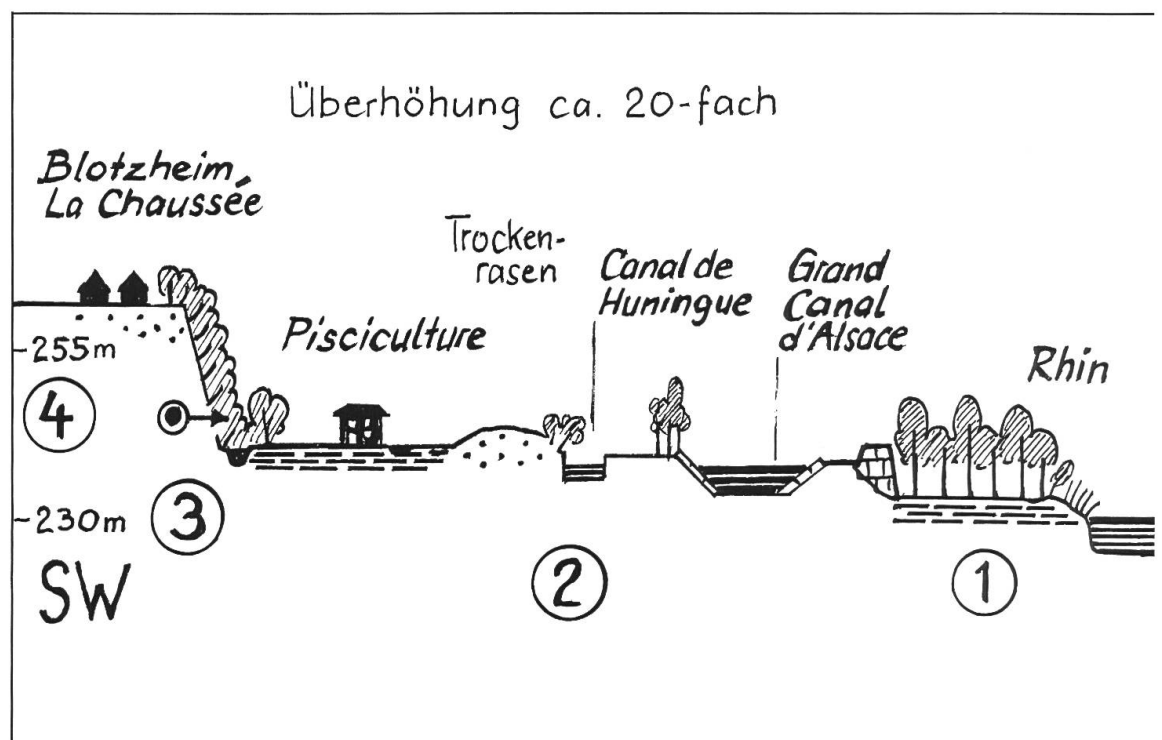 Überhöhung ca. 20-fach
Blotzheim,
La Chaussée
Trocken-
rasen
Canal de
Huningue
Grand
Canal
d'Alsace
Pisciculture
Rhin
-255m
4
-230m
3
2
1
SW